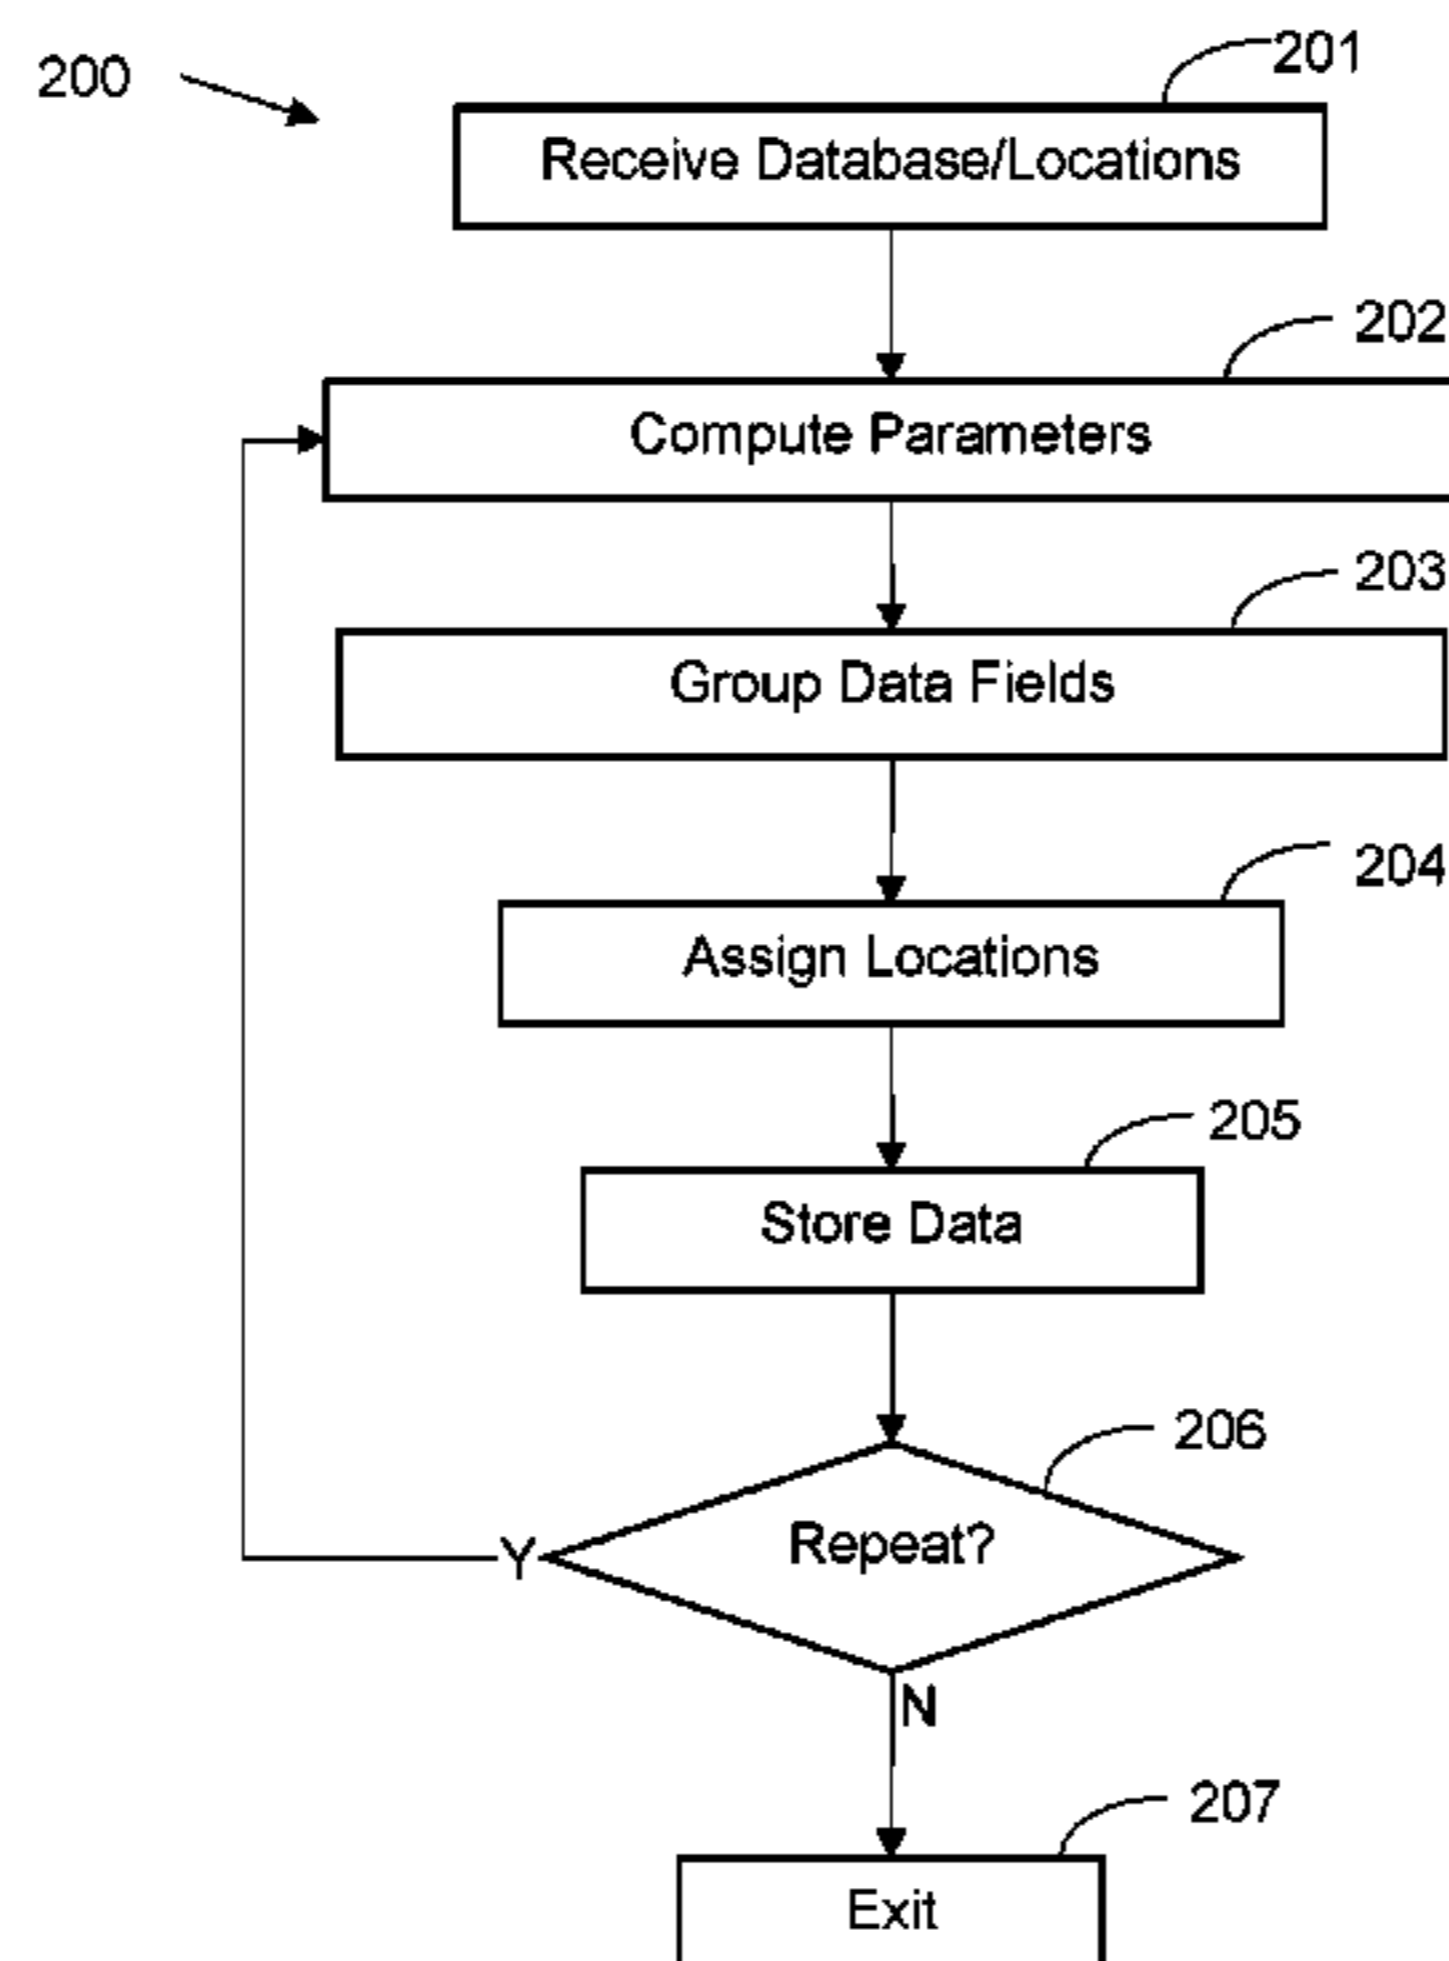 200
201
Receive Database/Locations
202
Compute Parameters
203
Group Data Fields
204
Assign Locations
205
Store Data
206
Repeat?
Y
N
207
Exit